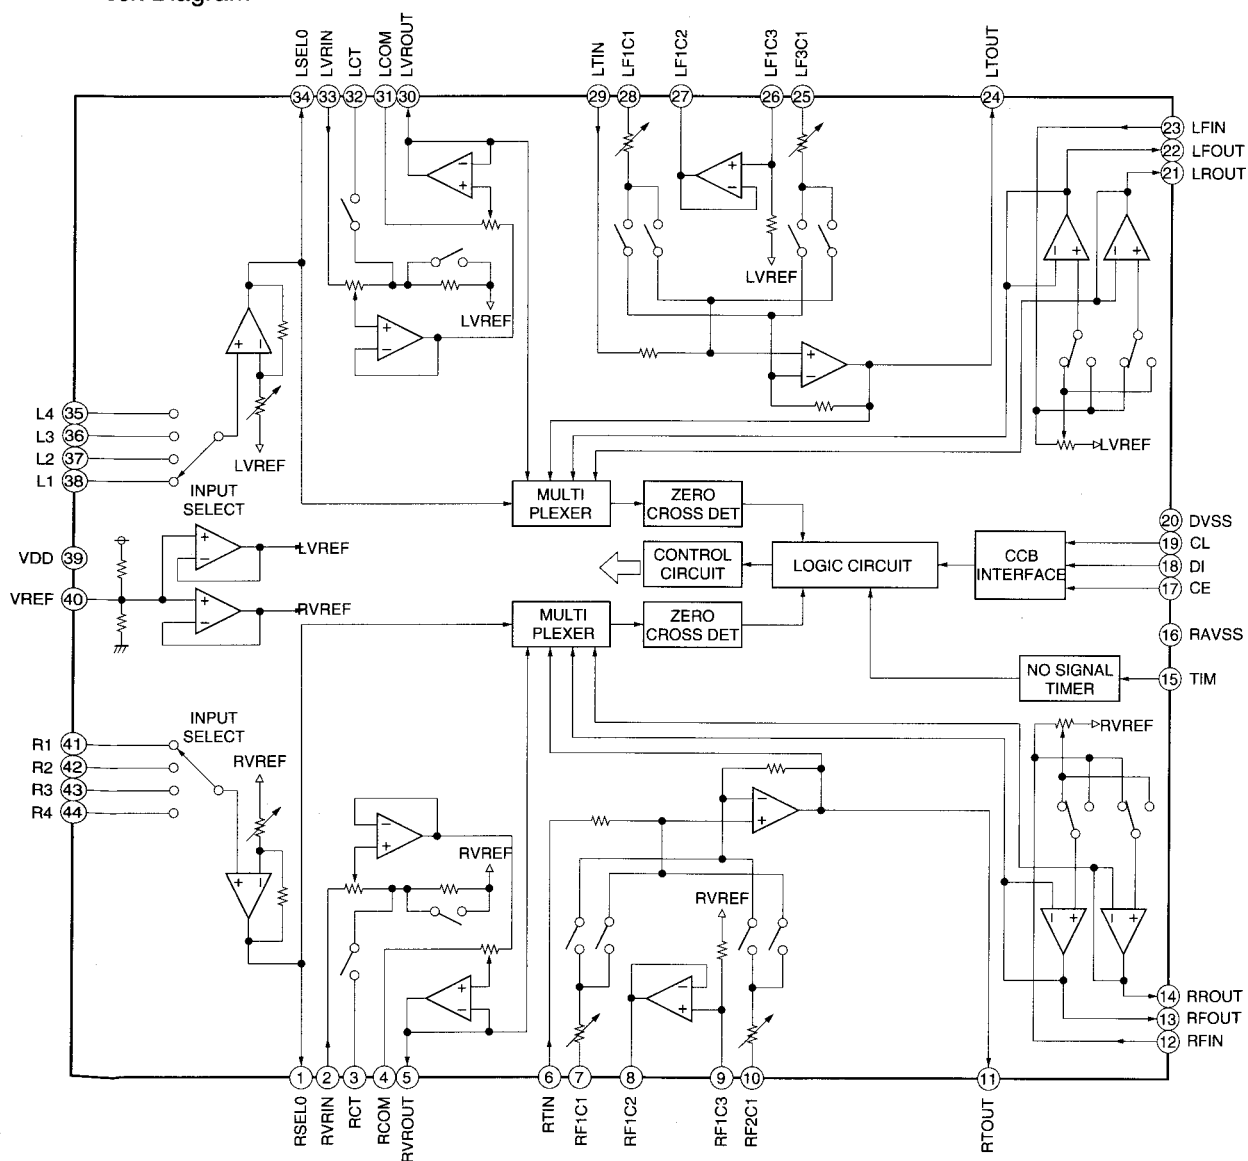 Diagram
LSEL0
LVRIN
LCT
LCOM
LVROUT
LTIN
LF1C1
LF1C2
LF1C3
LF3C1
LTOUT
34
33
32
31
30
29
28
27
26
25
24
23 LFIN
22 LFOUT
21 LROUT
LVREF
LVREF
LVREF
LVREF
L4 35
L3 36
L2 37
L1 38
INPUT
SELECT
MULTI
PLEXER
ZERO
CROSS DET
VDD 39
VREF 40
LVREF
RVREF
CONTROL
CIRCUIT
LOGIC CIRCUIT
CCB
INTERFACE
20 DVSS
19 CL
18 DI
17 CE
MULTI
PLEXER
ZERO
CROSS DET
16 RAVSS
NO SIGNAL
TIMER
15 TIM
INPUT
SELECT
R1 41
R2 42
R3 43
R4 44
RVREF
RVREF
RVREF
RVREF
14 RROUT
13 RFOUT
12 RFIN
1
2
3
4
5
6
7
8
9
10
11
RSEL0
RVRIN
RCT
RCOM
RVROUT
RTIN
RF1C1
RF1C2
RF1C3
RF2C1
RTOUT